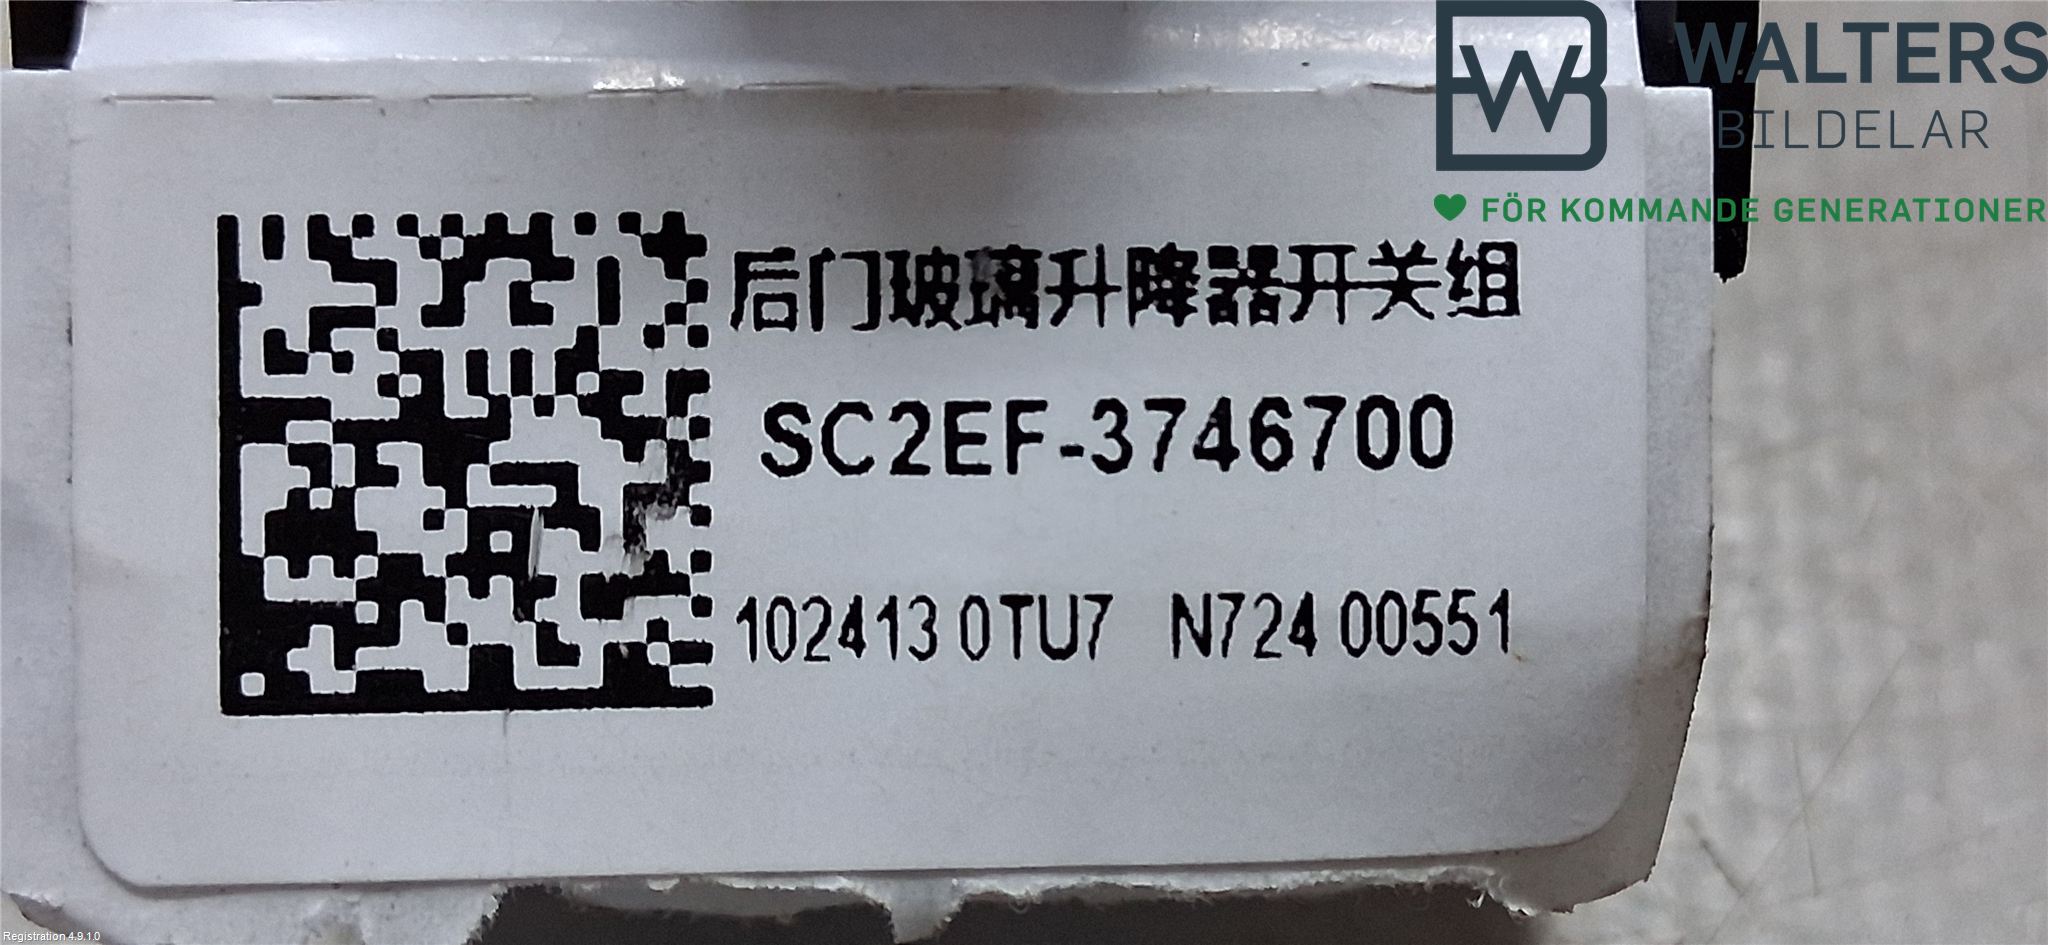 WALTERS
BILDELAR
FÖR KOMMANDE GENERATIONER
后门玻璃升降器开关组
SC2EF-3746700
102413 0TU7 N724 00551
Registration 4.9.1.0